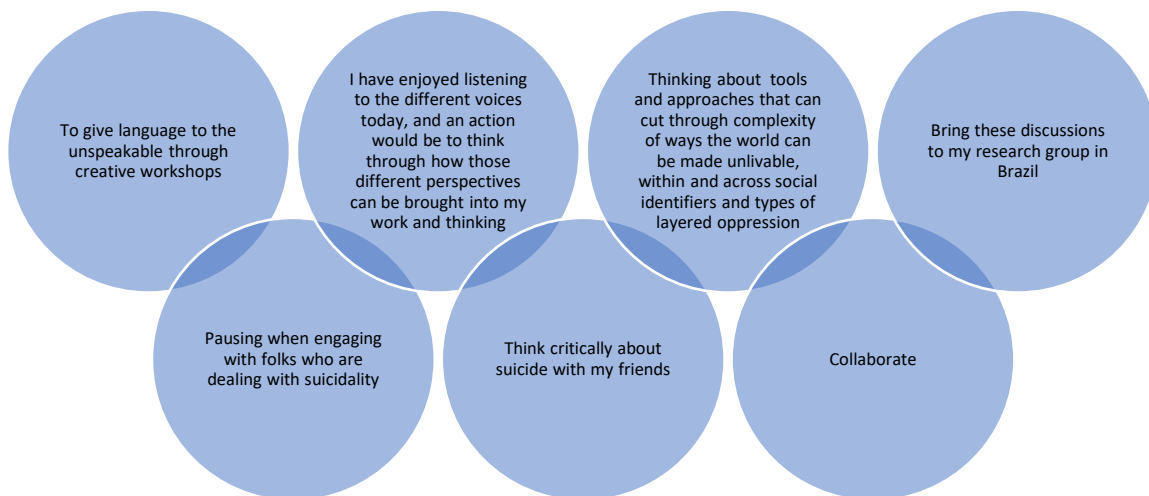 To give language to the
unspeakable through
creative workshops
I have enjoyed listening
to the different voices
today, and an action
would be to think
through how those
different perspectives
can be brought into my
work and thinking
Thinking about tools
and approaches that can
cut through complexity
of ways the world can
be made unlivable,
within and across social
identifiers and types of
layered oppression
Bring these discussions
to my research group in
Brazil
Pausing when engaging
with folks who are
dealing with suicidality
Think critically about
suicide with my friends
Collaborate